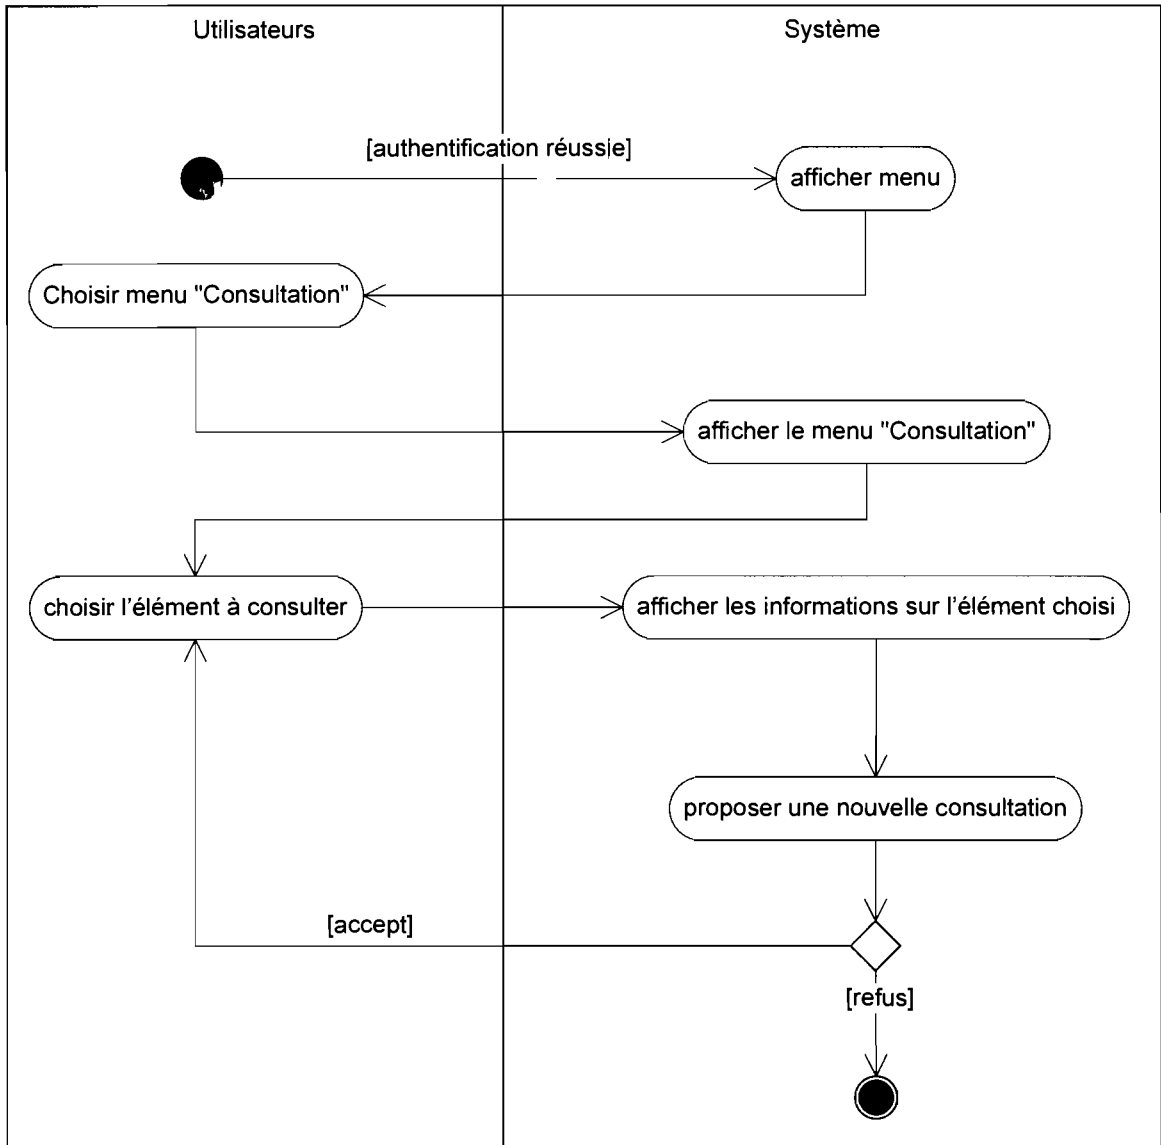 Utilisateurs
Système
[authentification réussie]
afficher menu
Choisir menu "Consultation"
afficher le menu "Consultation"
choisir l'élément à consulter
afficher les informations sur l'élément choisi
proposer une nouvelle consultation
[accept]
[refus]